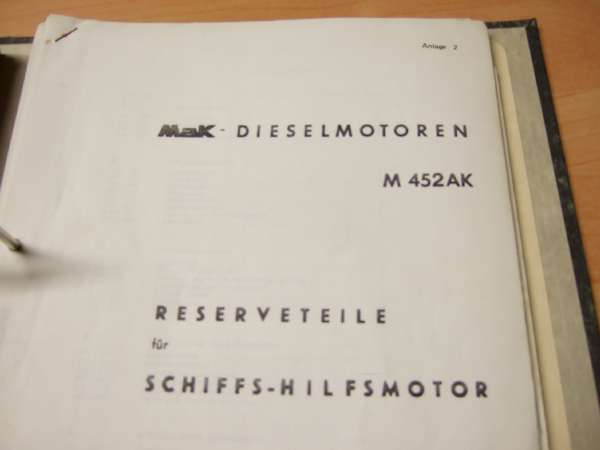 Anlage 2
MaK - DIESELMOTOREN
M 452AK
RESERVETEILE
für
SCHIFFS-HILFSMOTOR